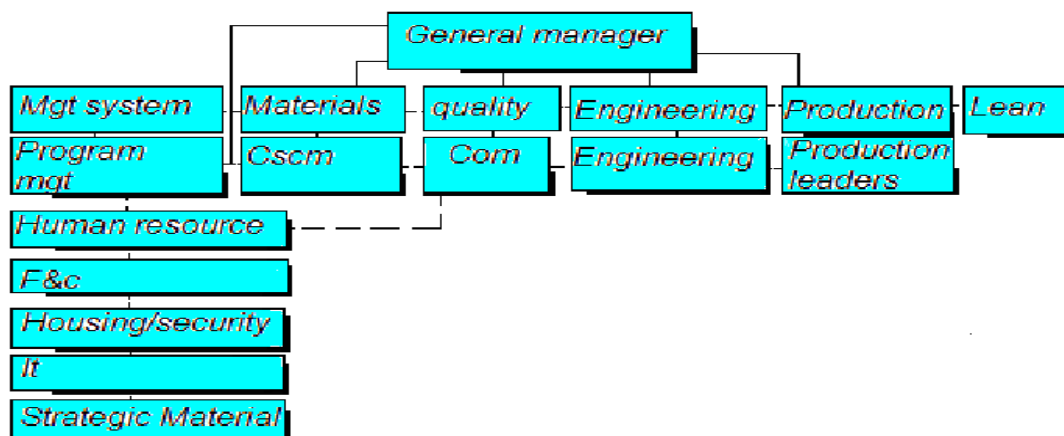 General manager
Mgt system
Materials
quality
Engineering
Production
Lean
Program
mgt
Cscm
Com
Engineering
Production
leaders
Human resource
F&c
Housing/security
It
Strategic Material